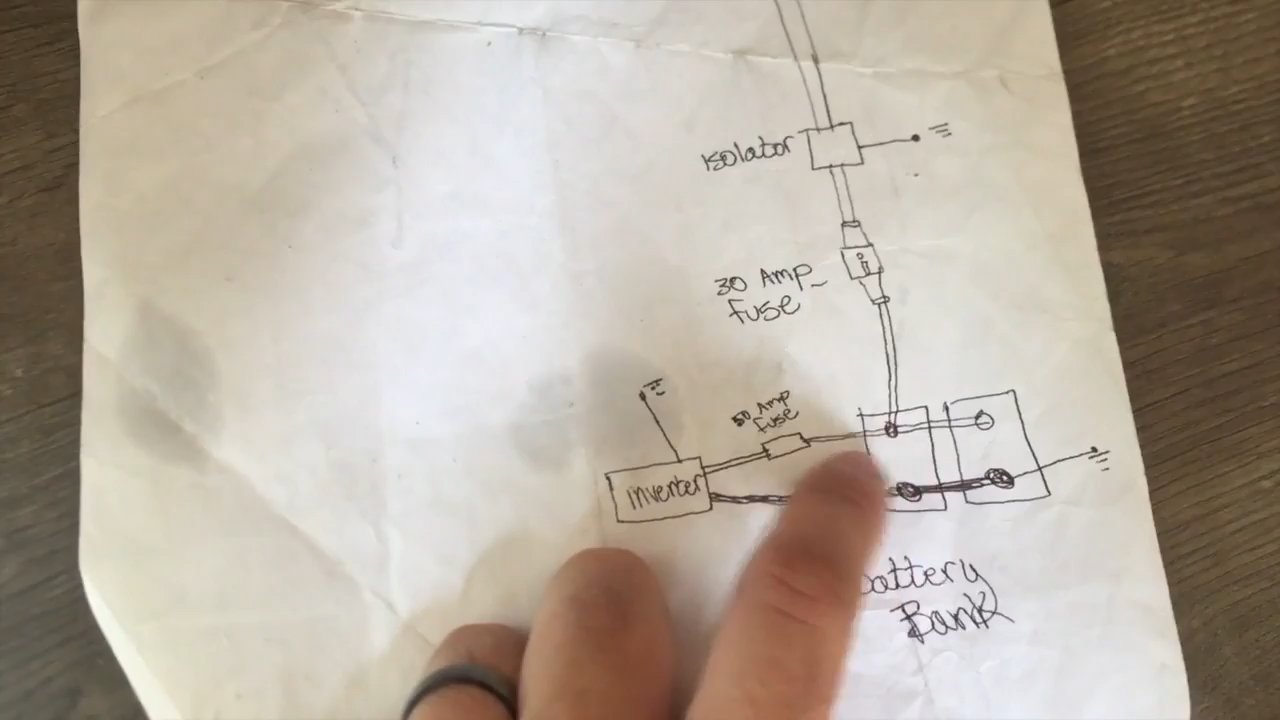 Isolator
30 Amp
fuse
50 Amp
fuse
inverter
battery
Bank